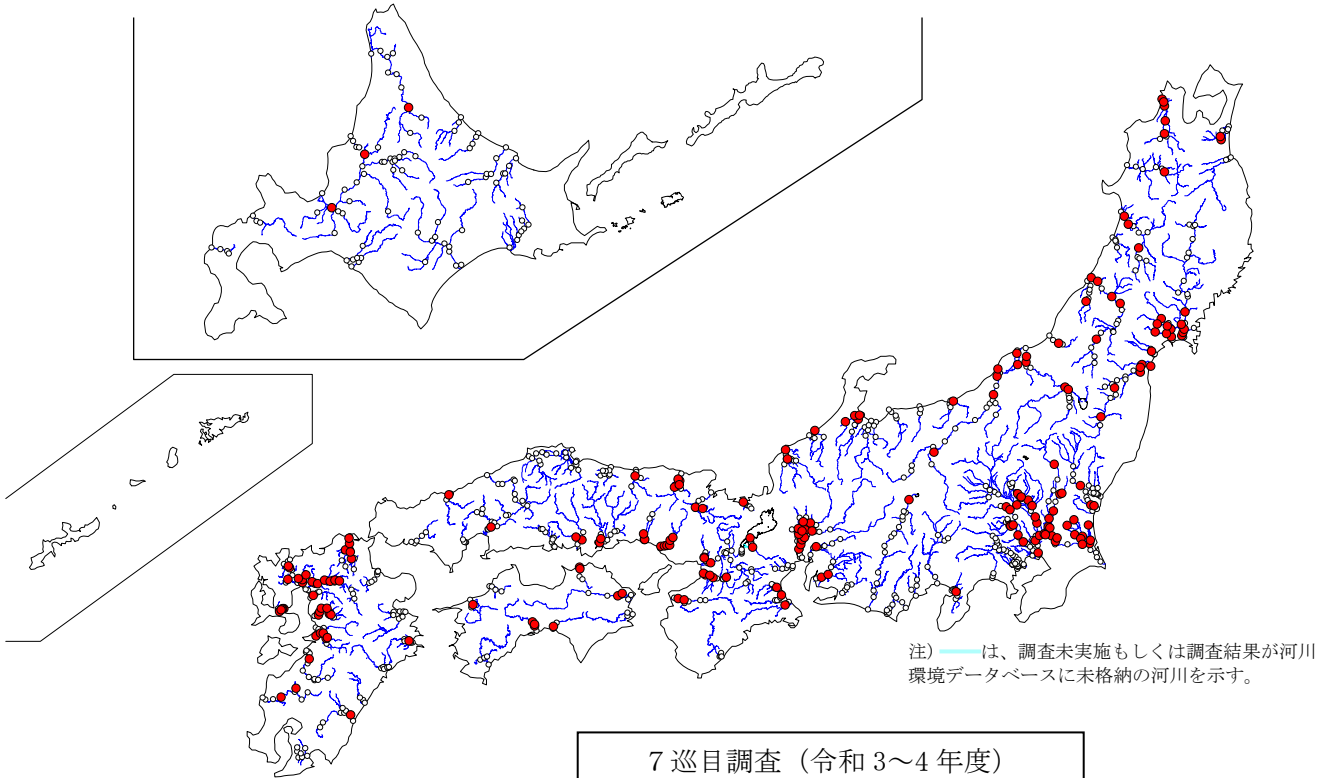 注) は、調査未実施もしくは調査結果が河川
環境データベースに未格納の河川を示す。
7巡目調査（令和 3～4 年度）